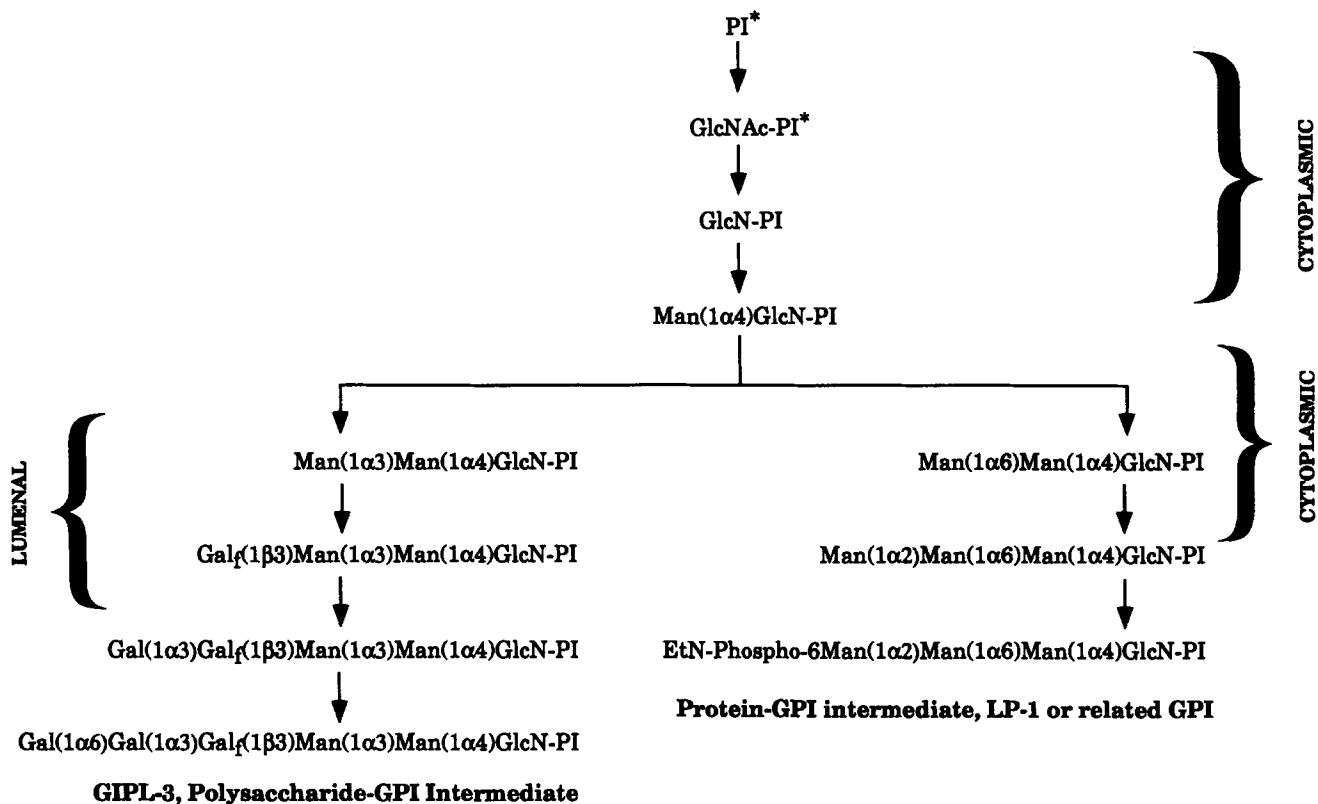 PI*
GlcNAc-PI*
GlcN-PI
Man(1α4)GlcN-PI
CYTOPLASMIC
Man(1α3)Man(1α4)GlcN-PI
Man(1α6)Man(1α4)GlcN-PI
CYTOPLASMIC
LUMENAL
Galf(1β3)Man(1α3)Man(1α4)GlcN-PI
Man(1α2)Man(1α6)Man(1α4)GlcN-PI
Gal(1α3)Galf(1β3)Man(1α3)Man(1α4)GlcN-PI
EtN-Phospho-6Man(1α2)Man(1α6)Man(1α4)GlcN-PI
Protein-GPI intermediate, LP-1 or related GPI
Gal(1α6)Gal(1α3)Galf(1β3)Man(1α3)Man(1α4)GlcN-PI
GIPL-3, Polysaccharide-GPI Intermediate